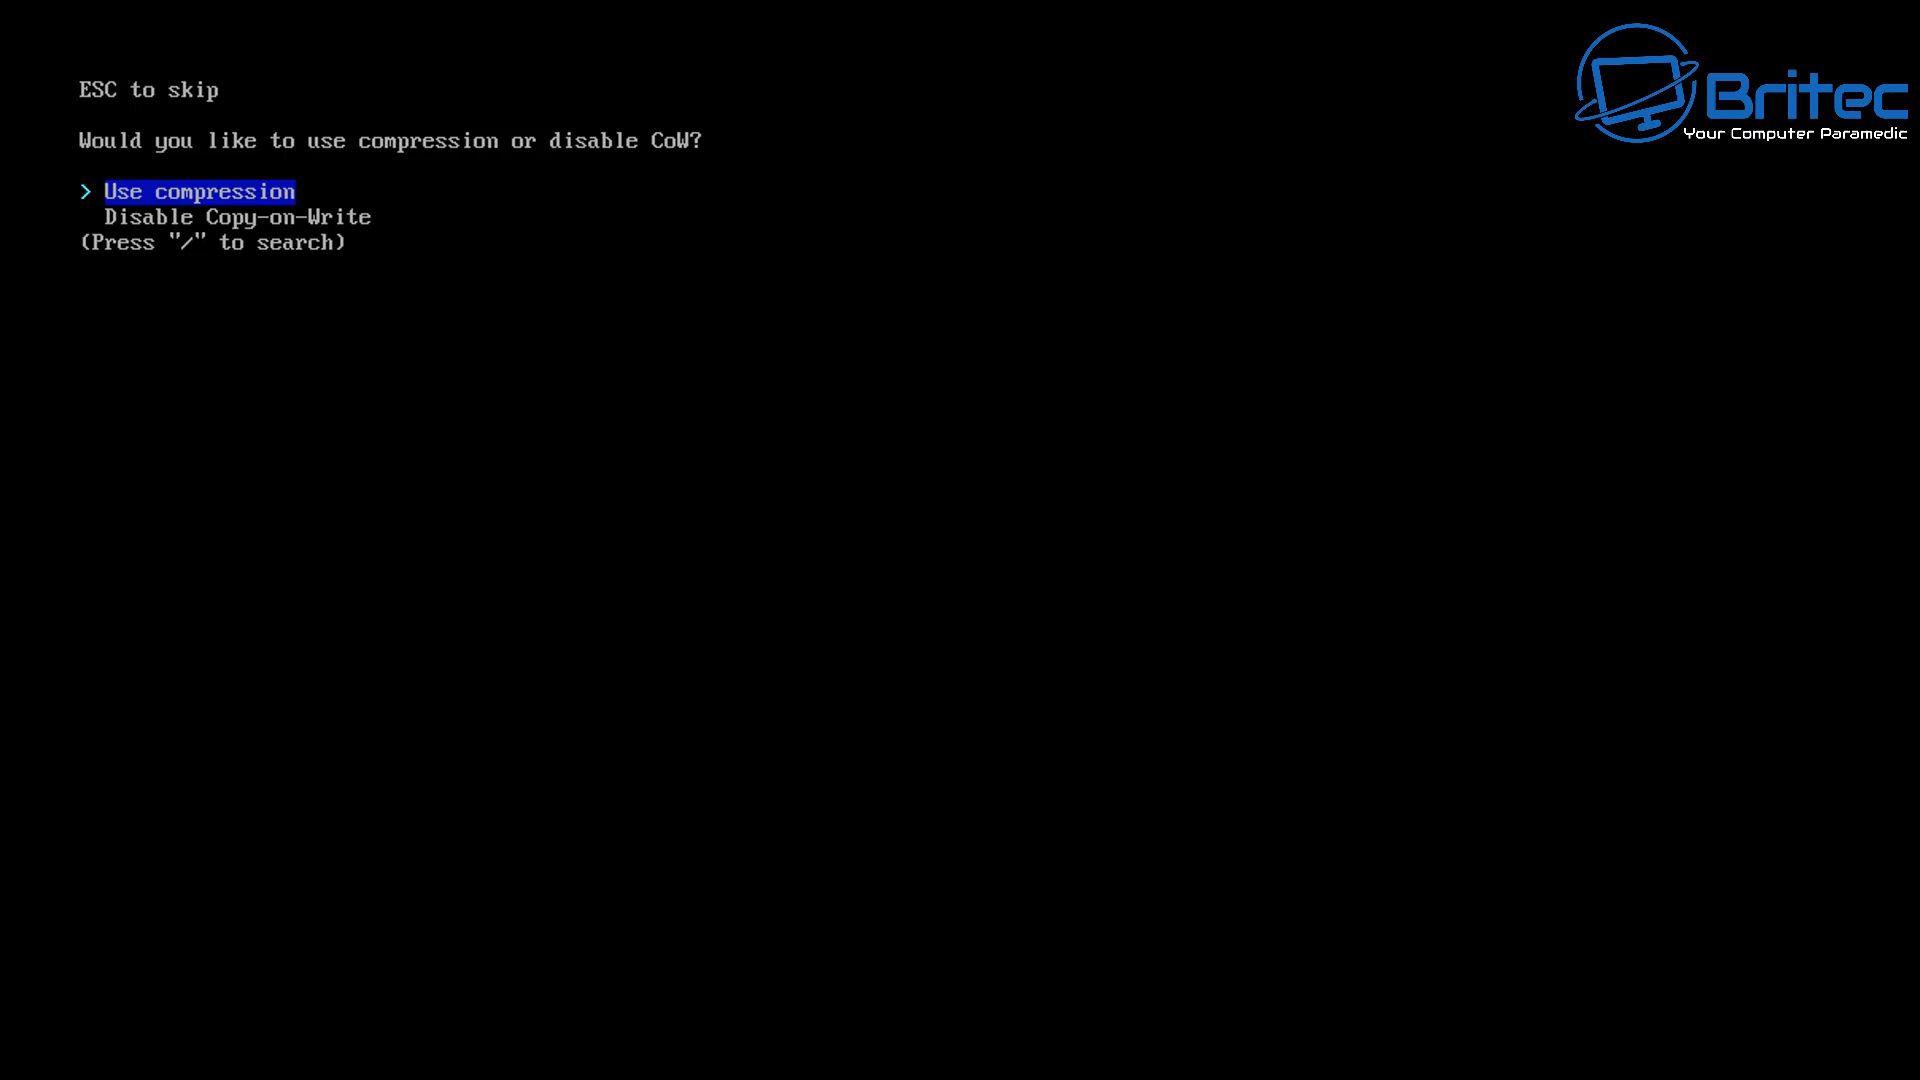 ESC to skip
Would you like to use compression or disable CoW?
> Use compression
Disable Copy-on-Write
(Press "/" to search)
Britec
Your Computer Paramedic